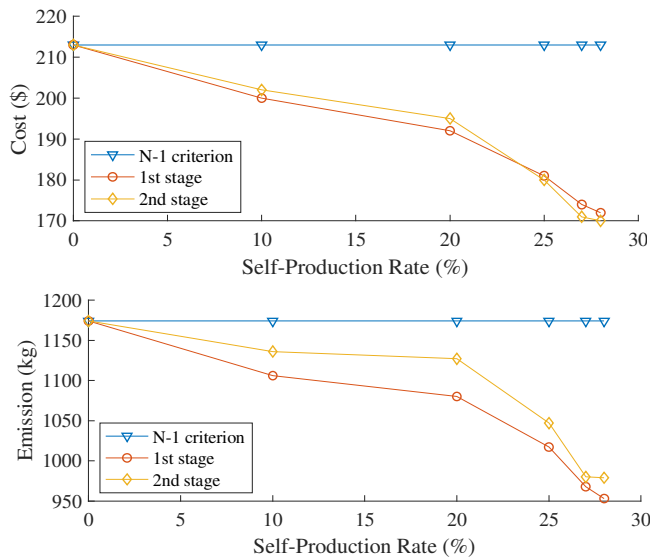 220
210
200
190
180
170
Cost ($)
N-1 criterion
1st stage
2nd stage
0 5 10 15 20 25 30
Self-Production Rate (%)
1200
1150
1100
1050
1000
950
Emission (kg)
N-1 criterion
1st stage
2nd stage
0 5 10 15 20 25 30
Self-Production Rate (%)